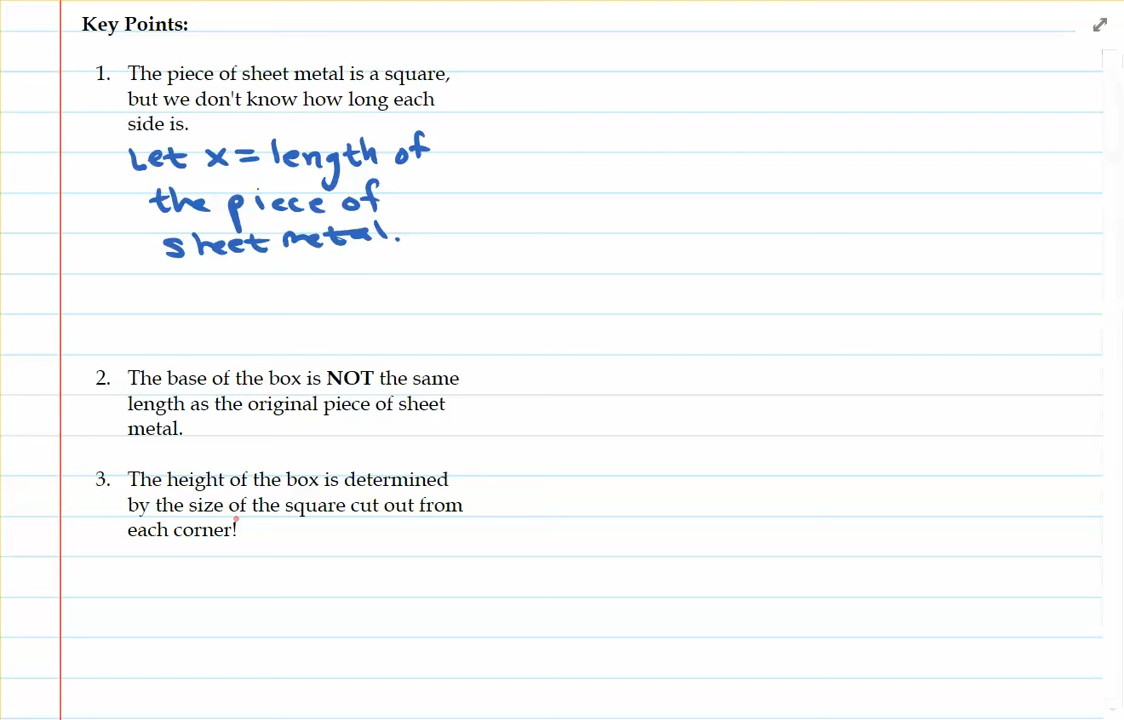 Key Points:
1. The piece of sheet metal is a square,
but we don't know how long each
side is.
Let x = length of
the piece of
sheet metal.
2. The base of the box is NOT the same
length as the original piece of sheet
metal.
3. The height of the box is determined
by the size of the square cut out from
each corner!